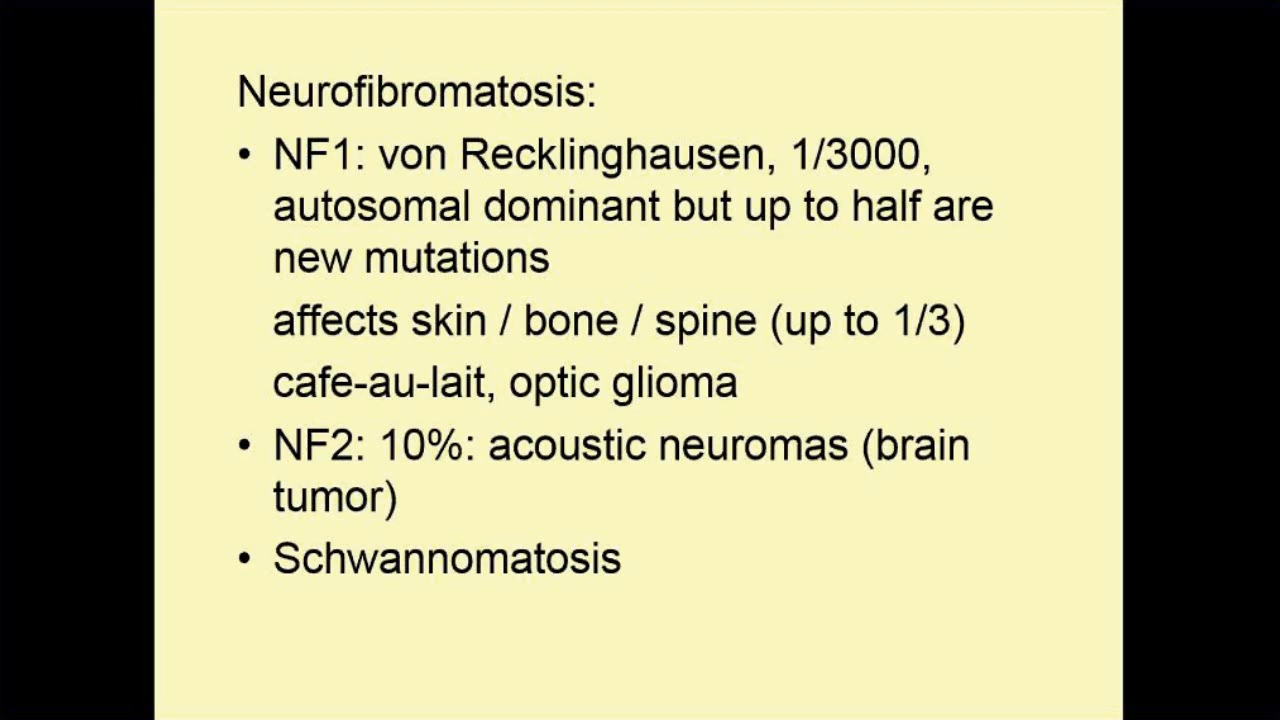 Neurofibromatosis:
• NF1: von Recklinghausen, 1/3000,
autosomal dominant but up to half are
new mutations
affects skin / bone / spine (up to 1/3)
cafe-au-lait, optic glioma
• NF2: 10%: acoustic neuromas (brain
tumor)
• Schwannomatosis